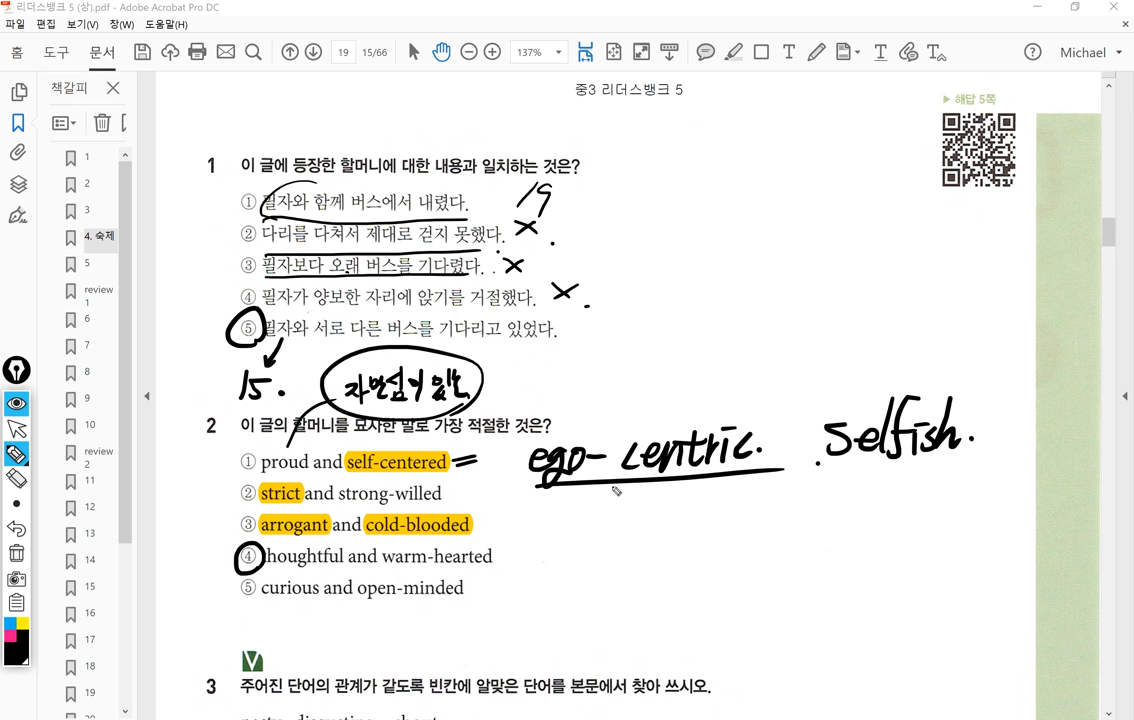 리더스뱅크 5 (상).pdf - Adobe Acrobat Pro DC
파일 편집 보기(V) 창(W) 도움말(H)
홈 도구 문서 19 15/66 137% Michael
책갈피
1
2
3
4. 숙제
5
review 1
6
7
8
9
10
review 2
11
12
13
14
15
16
17
18
19
중3 리더스뱅크 5
▶ 해답 5쪽
1 이 글에 등장한 할머니에 대한 내용과 일치하는 것은?
① 필자와 함께 버스에서 내렸다. 19
② 다리를 다쳐서 제대로 걷지 못했다. ×
③ 필자보다 오래 버스를 기다렸다. ×
④ 필자가 양보한 자리에 앉기를 거절했다. ×
⑤ 필자와 서로 다른 버스를 기다리고 있었다.
15. 자만심이 있는
2 이 글의 할머니를 묘사한 말로 가장 적절한 것은?
① proud and self-centered = ego-centric. selfish.
② strict and strong-willed
③ arrogant and cold-blooded
④ thoughtful and warm-hearted
⑤ curious and open-minded
3 주어진 단어의 관계가 같도록 빈칸에 알맞은 단어를 본문에서 찾아 쓰시오.